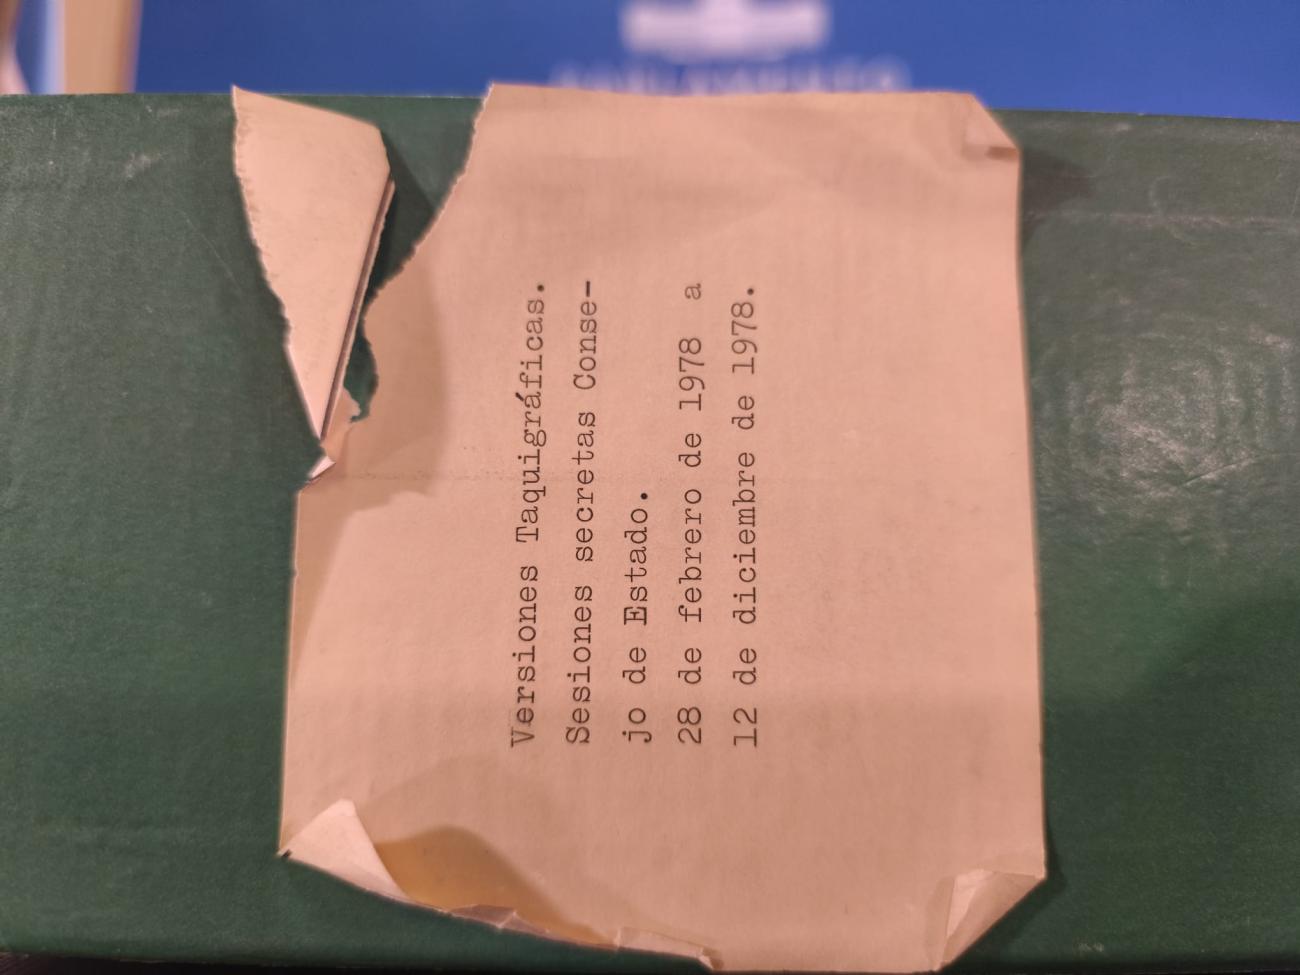 Versiones Taquigráficas.
Sesiones secretas Conse-
jo de Estado.
28 de febrero de 1978 a
12 de diciembre de 1978.